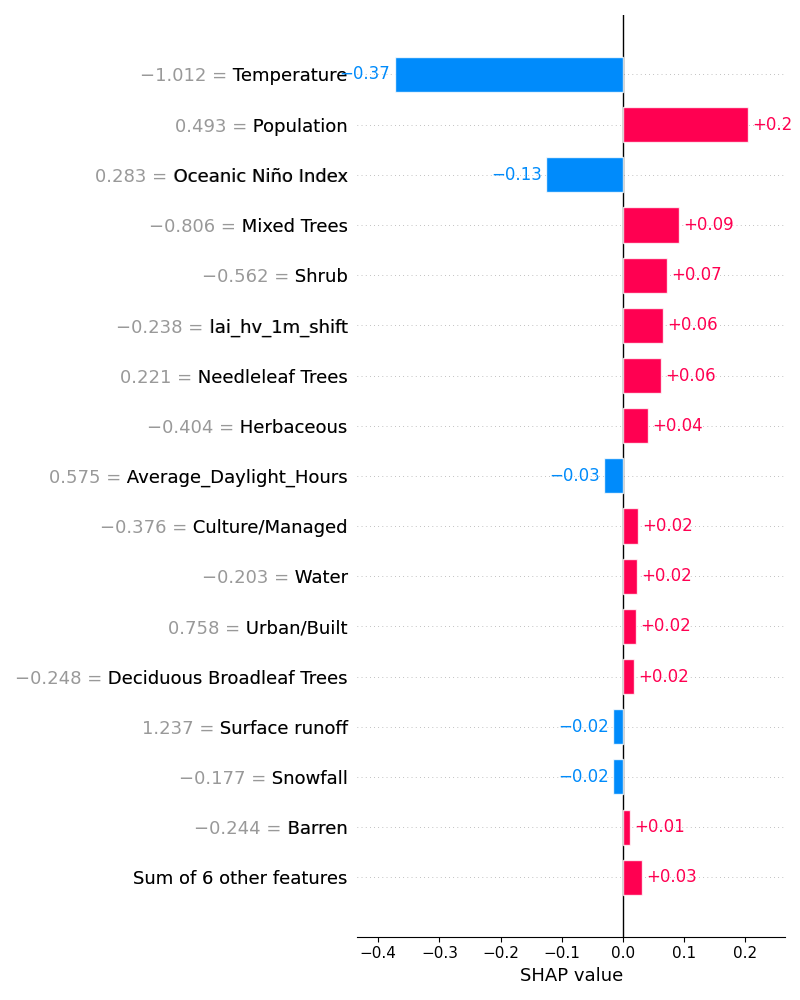 −1.012 = Temperature −0.37
0.493 = Population +0.2
0.283 = Oceanic Niño Index −0.13
−0.806 = Mixed Trees +0.09
−0.562 = Shrub +0.07
−0.238 = lai_hv_1m_shift +0.06
0.221 = Needleleaf Trees +0.06
−0.404 = Herbaceous +0.04
0.575 = Average_Daylight_Hours −0.03
−0.376 = Culture/Managed +0.02
−0.203 = Water +0.02
0.758 = Urban/Built +0.02
−0.248 = Deciduous Broadleaf Trees +0.02
1.237 = Surface runoff −0.02
−0.177 = Snowfall −0.02
−0.244 = Barren +0.01
Sum of 6 other features +0.03
−0.4 −0.3 −0.2 −0.1 0.0 0.1 0.2
SHAP value